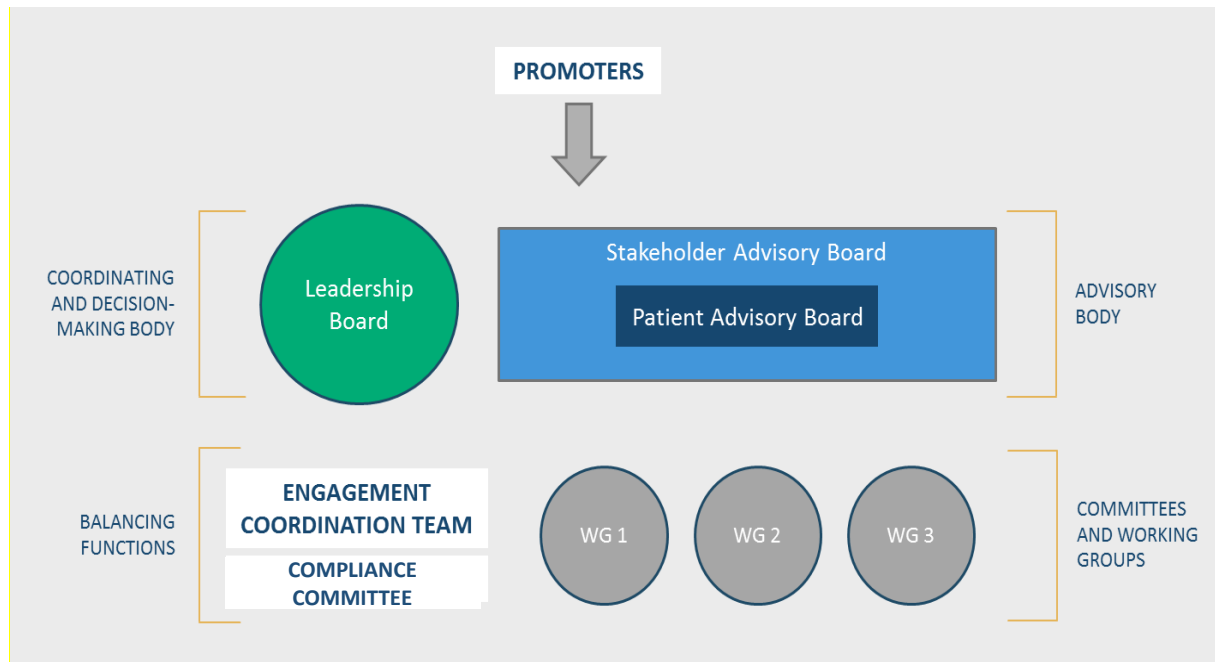 PROMOTERS
COORDINATING
AND DECISION-
MAKING BODY
Leadership
Board
Stakeholder Advisory Board
Patient Advisory Board
ADVISORY
BODY
BALANCING
FUNCTIONS
ENGAGEMENT
COORDINATION TEAM
COMPLIANCE
COMMITTEE
WG 1
WG 2
WG 3
COMMITTEES
AND WORKING
GROUPS